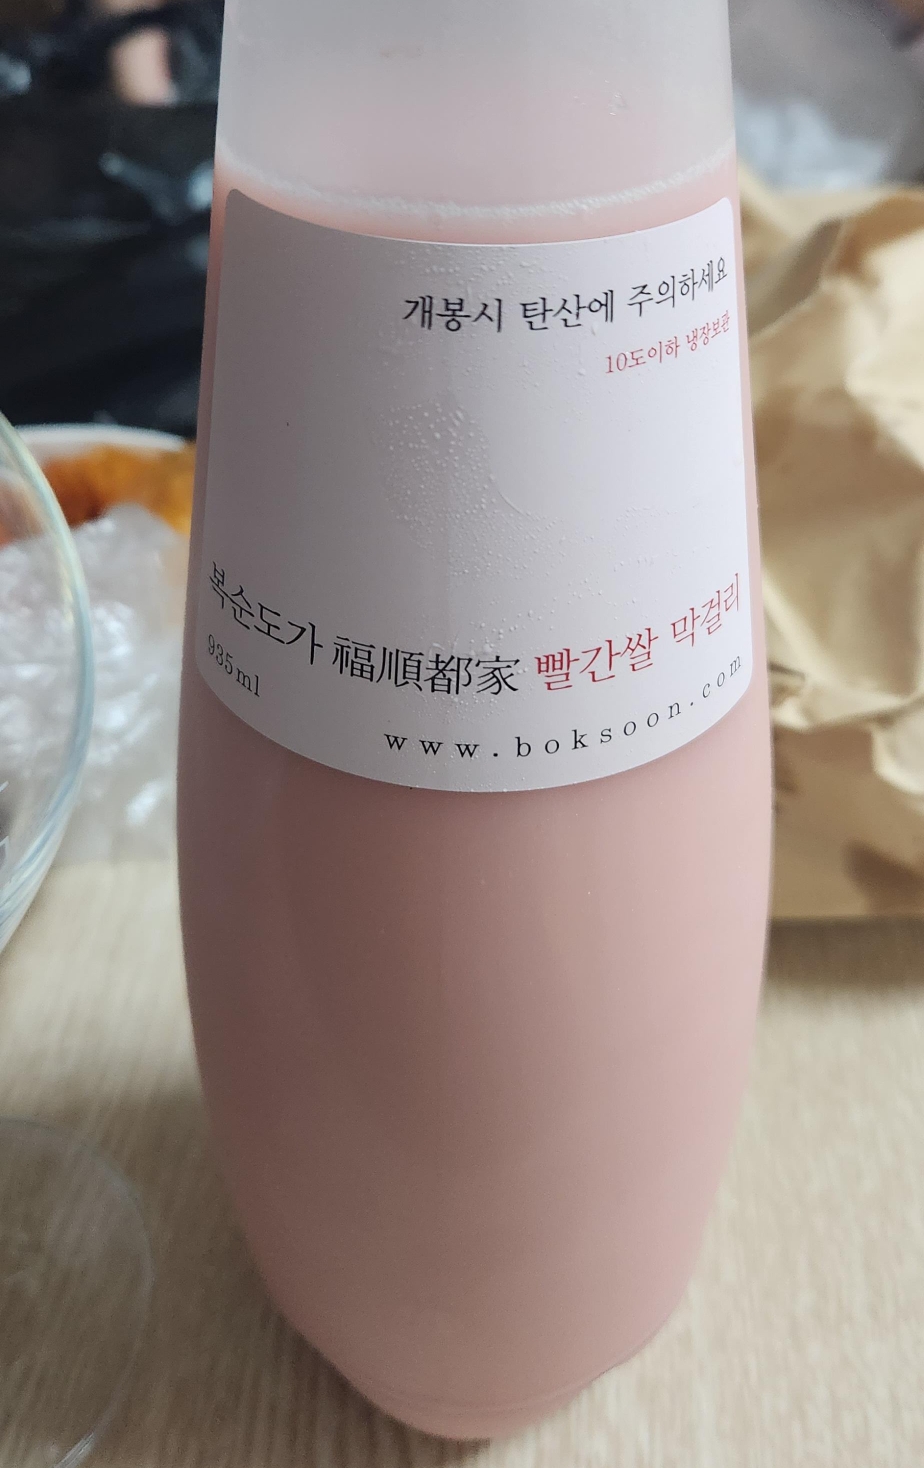 개봉시 탄산에 주의하세요
10도이하 냉장보관
복순도가 福順都家 빨간쌀 막걸리
935ml
www.boksoon.com